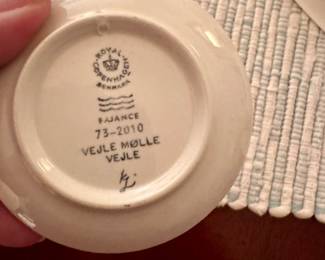 ROYAL
COPENHAGEN
DENMARK
FAJANCE
73-2010
VEJLE MØLLE
VEJLE